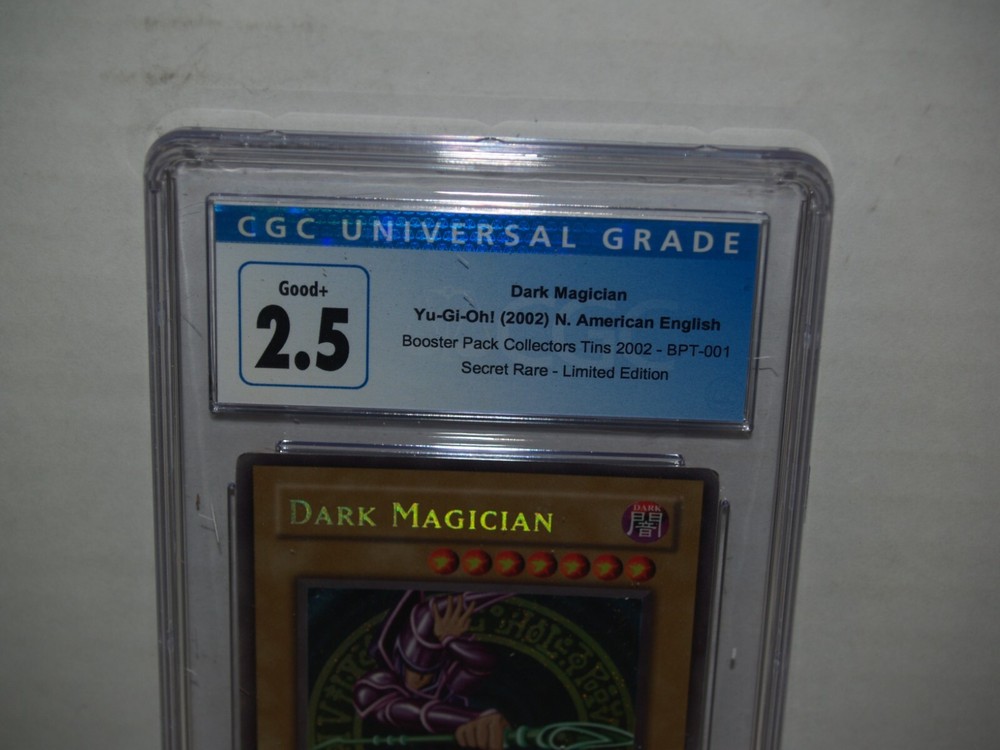 CGC UNIVERSAL GRADE
Good+
2.5
Dark Magician
Yu-Gi-Oh! (2002) N. American English
Booster Pack Collectors Tins 2002 - BPT-001
Secret Rare - Limited Edition
DARK MAGICIAN
DARK
闇